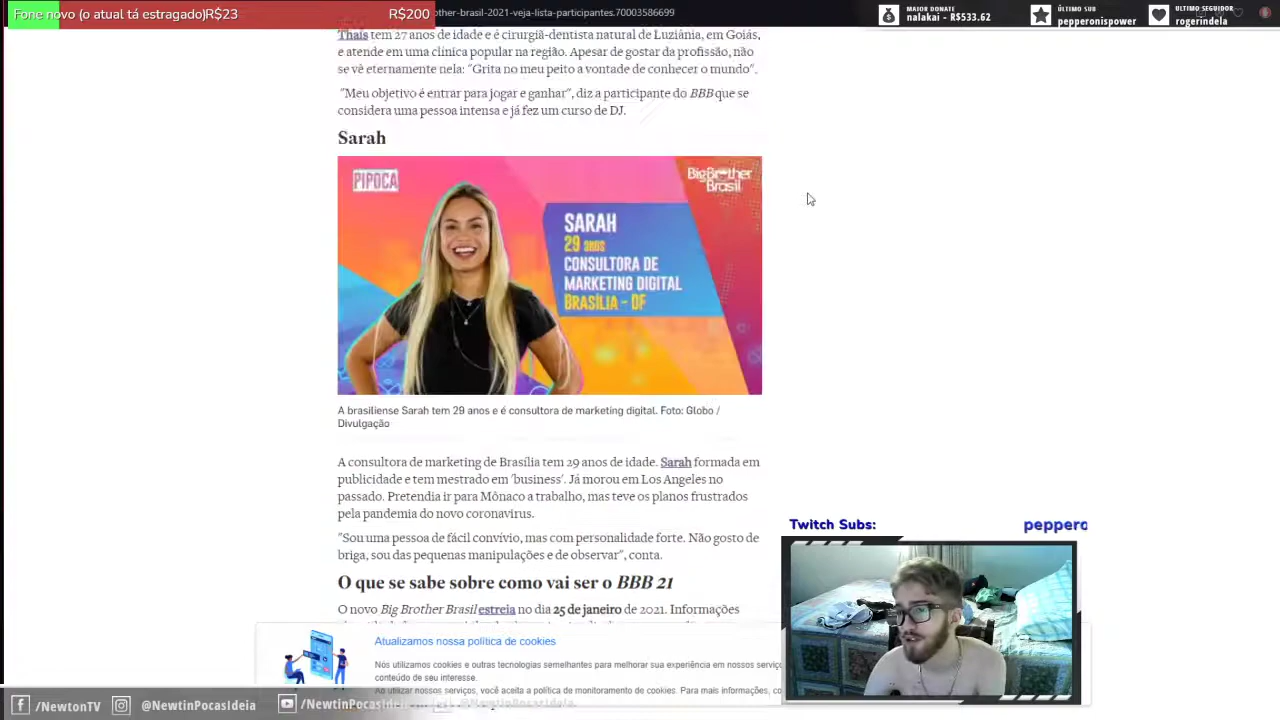 Fone novo (o atual tá estragado)R$23 R$200
other-brasil-2021-veja-lista-participantes.70003586699
MAIOR DONATE
nalakai - R$533.62
ÚLTIMO SUB
pepperonispower
ULTIMO SEGUIDOR
rogerindela
Thaís tem 27 anos de idade e é cirurgiã-dentista natural de Luziânia, em Goiás,
e atende em uma clínica popular na região. Apesar de gostar da profissão, não
se vê eternamente nela: "Grita no meu peito a vontade de conhecer o mundo".
"Meu objetivo é entrar para jogar e ganhar", diz a participante do BBB que se
considera uma pessoa intensa e já fez um curso de DJ.
Sarah
PIPOCA
Big Brother
Brasil
SARAH
29 anos
CONSULTORA DE
MARKETING DIGITAL
BRASÍLIA - DF
A brasiliense Sarah tem 29 anos e é consultora de marketing digital. Foto: Globo /
Divulgação
A consultora de marketing de Brasília tem 29 anos de idade. Sarah formada em
publicidade e tem mestrado em 'business'. Já morou em Los Angeles no
passado. Pretendia ir para Mônaco a trabalho, mas teve os planos frustrados
pela pandemia do novo coronavírus.
"Sou uma pessoa de fácil convívio, mas com personalidade forte. Não gosto de
briga, sou das pequenas manipulações e de observar", conta.
O que se sabe sobre como vai ser o BBB 21
O novo Big Brother Brasil estreia no dia 25 de janeiro de 2021. Informações
Atualizamos nossa política de cookies
Nós utilizamos cookies e outras tecnologias semelhantes para melhorar sua experiência em nossos serviço
conteúdo de seu interesse.
Ao utilizar nossos serviços, você aceita a política de monitoramento de cookies. Para mais informações, co
Twitch Subs: peppero
/NewtonTV @NewtinPocasIdeia /NewtinPocasIdei @NewtinPocasIdeia